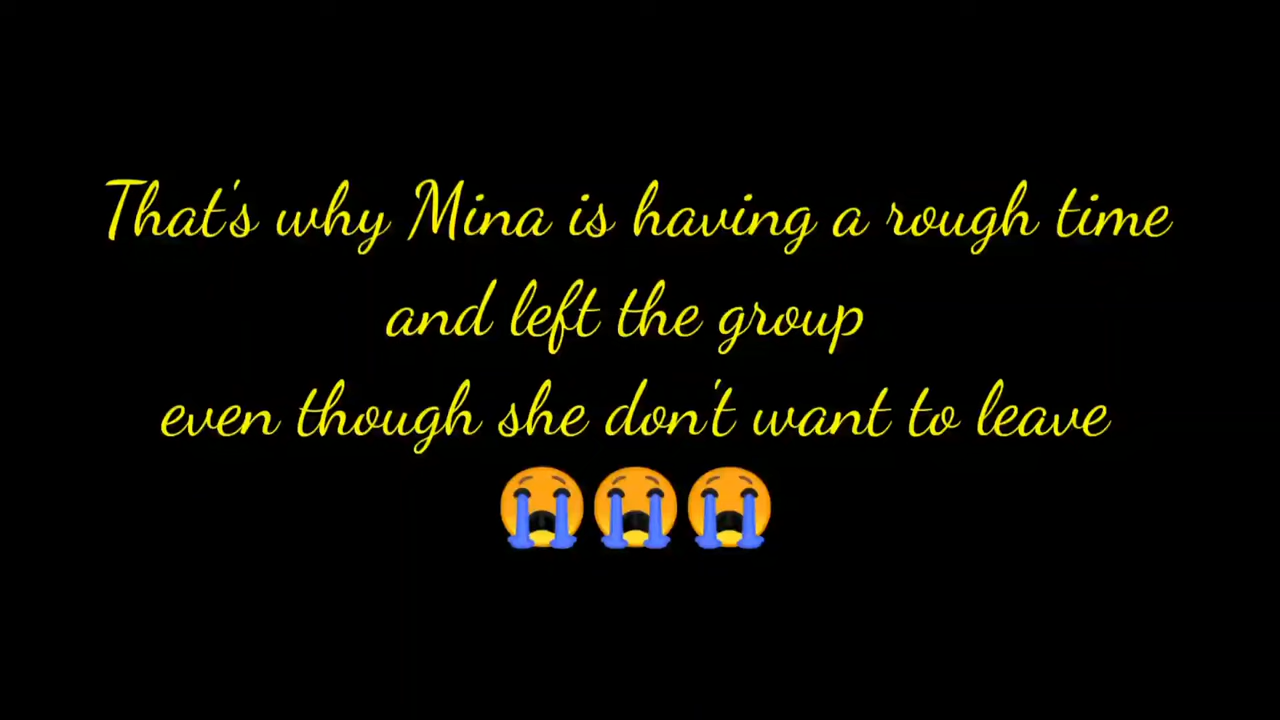 That's why Mina is having a rough time
and left the group
even though she don't want to leave
😭😭😭